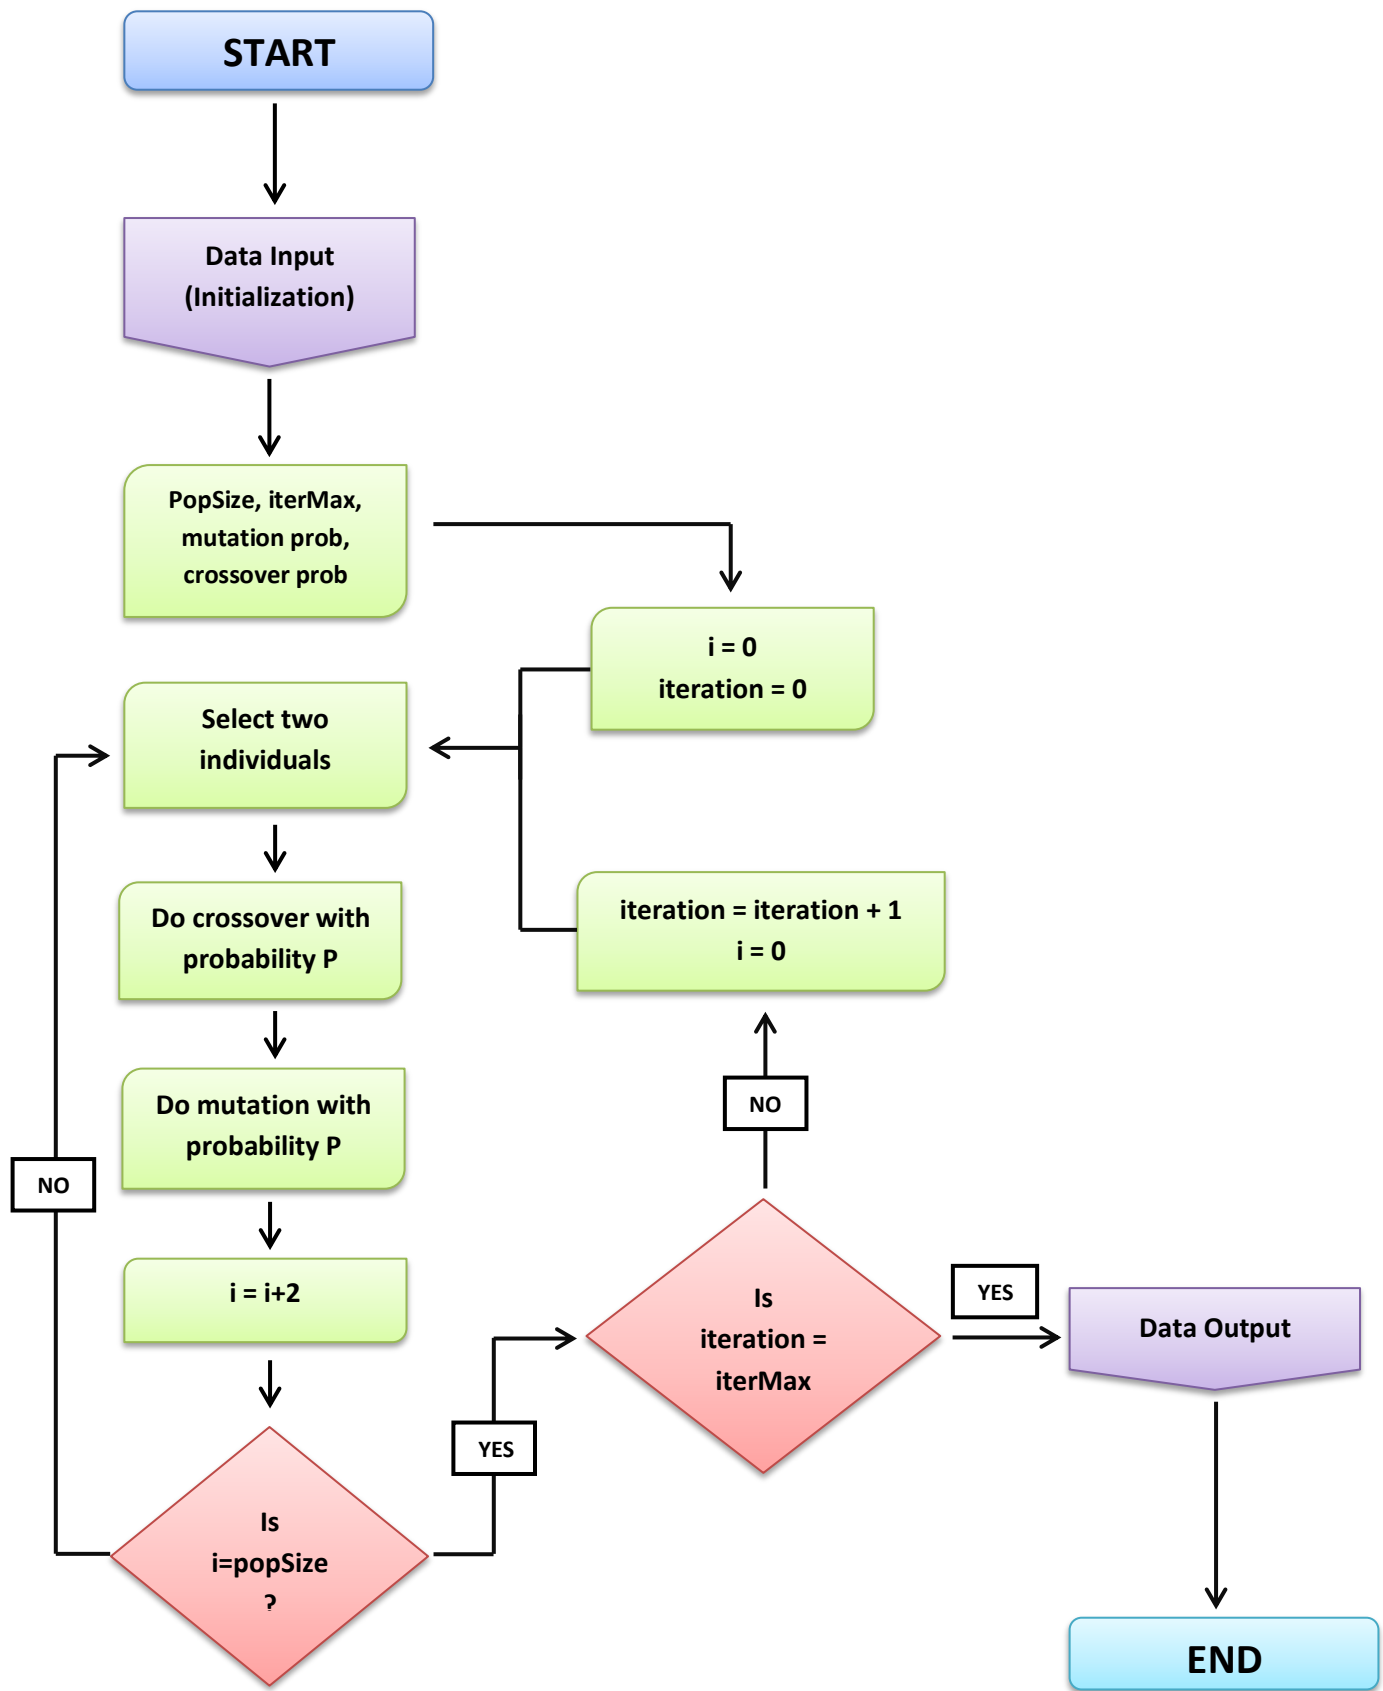 START
Data Input
(Initialization)
PopSize, iterMax,
mutation prob,
crossover prob
i = 0
iteration = 0
Select two
individuals
iteration = iteration + 1
i = 0
Do crossover with
probability P
Do mutation with
probability P
NO
NO
i = i+2
Is
iteration =
iterMax
YES
Data Output
YES
Is
i=popSize
?
END